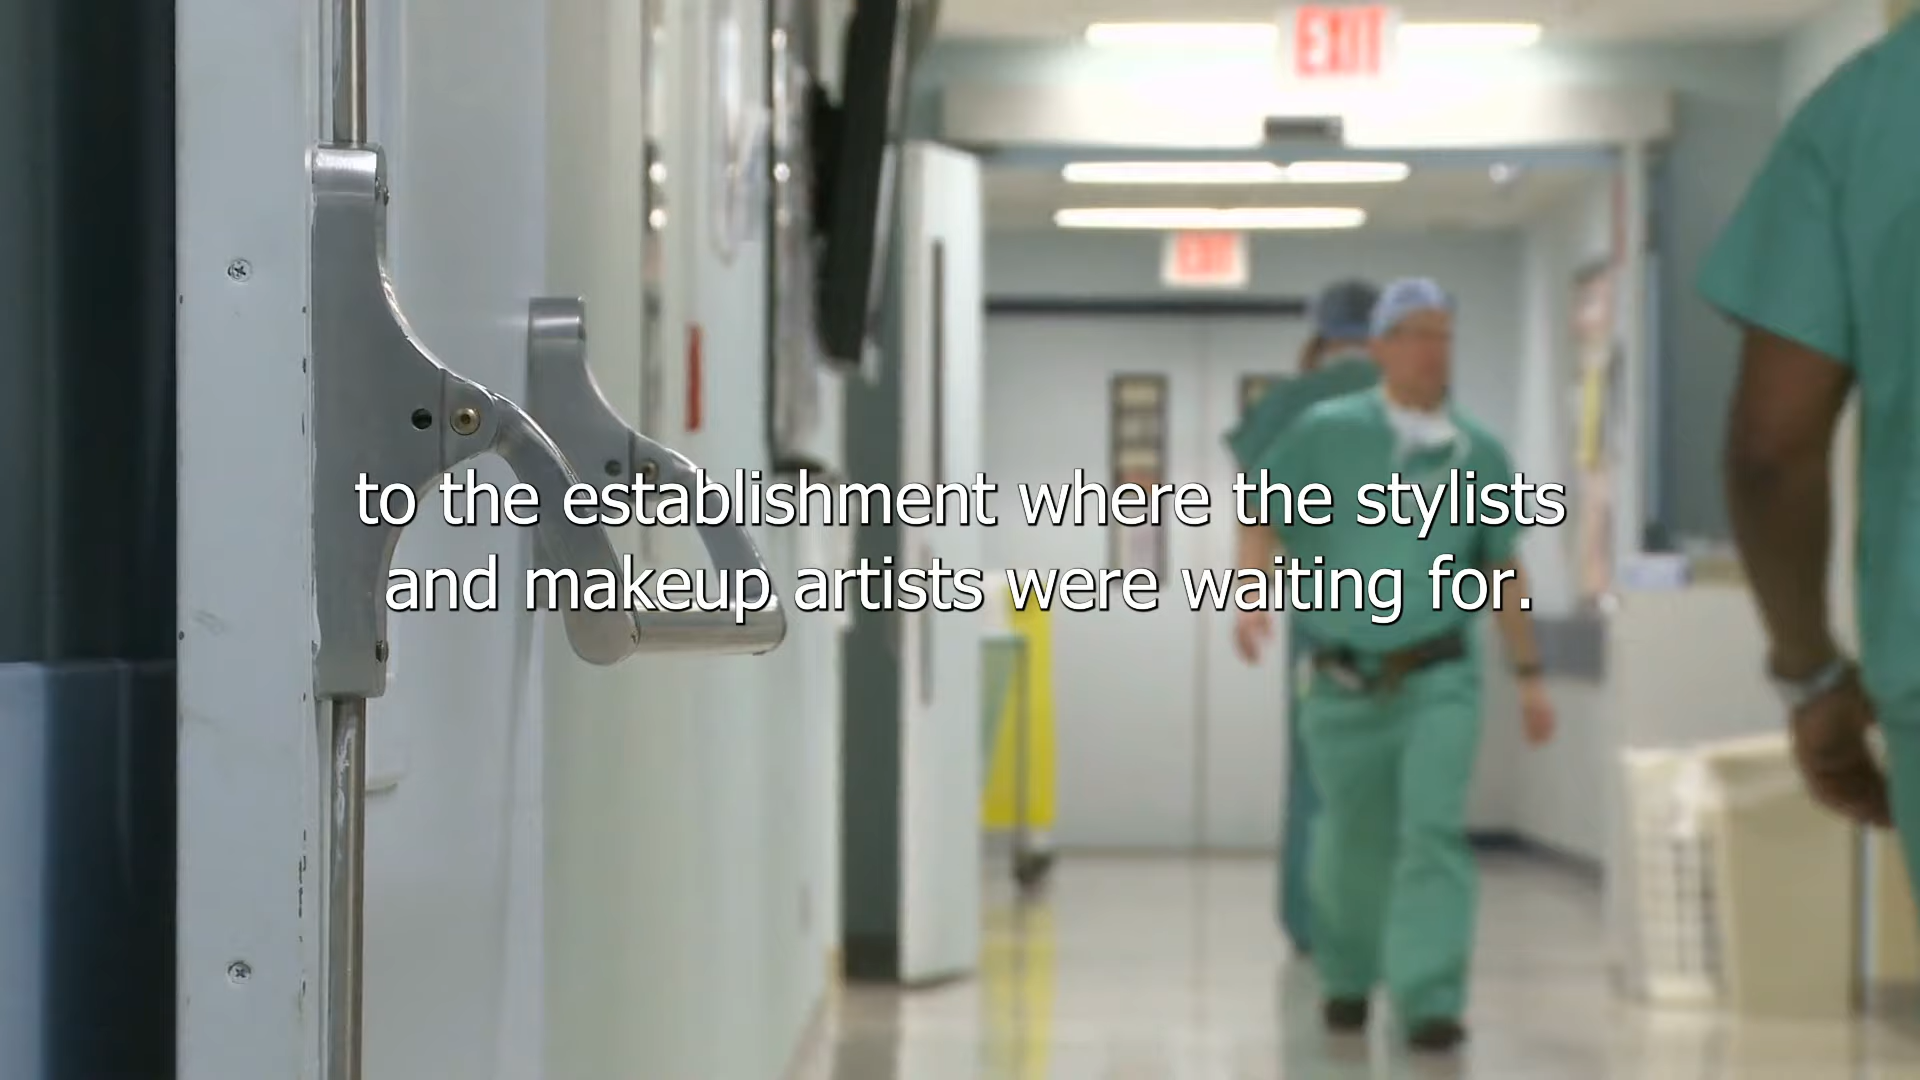 EXIT
EXIT
to the establishment where the stylists
and makeup artists were waiting for.